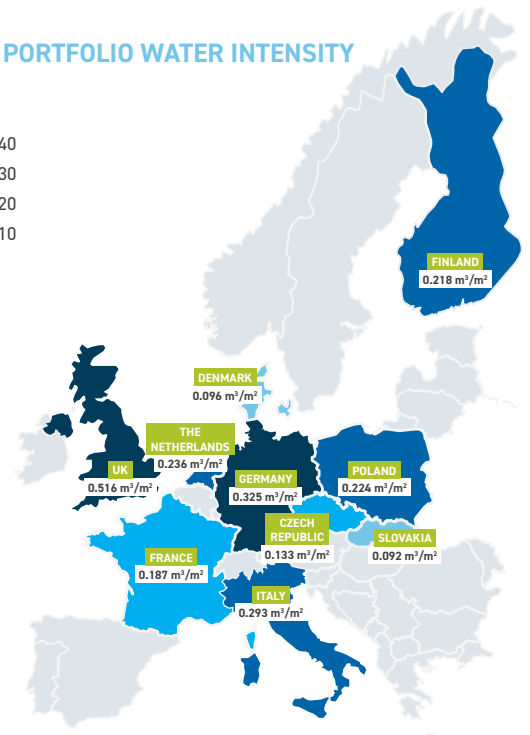 PORTFOLIO WATER INTENSITY
40
30
20
10
FINLAND
0.218 m³/m²
DENMARK
0.096 m³/m²
THE
NETHERLANDS
0.236 m³/m²
UK
0.516 m³/m²
GERMANY
0.325 m³/m²
POLAND
0.224 m³/m²
CZECH
REPUBLIC
0.133 m³/m²
SLOVAKIA
0.092 m³/m²
FRANCE
0.187 m³/m²
ITALY
0.293 m³/m²